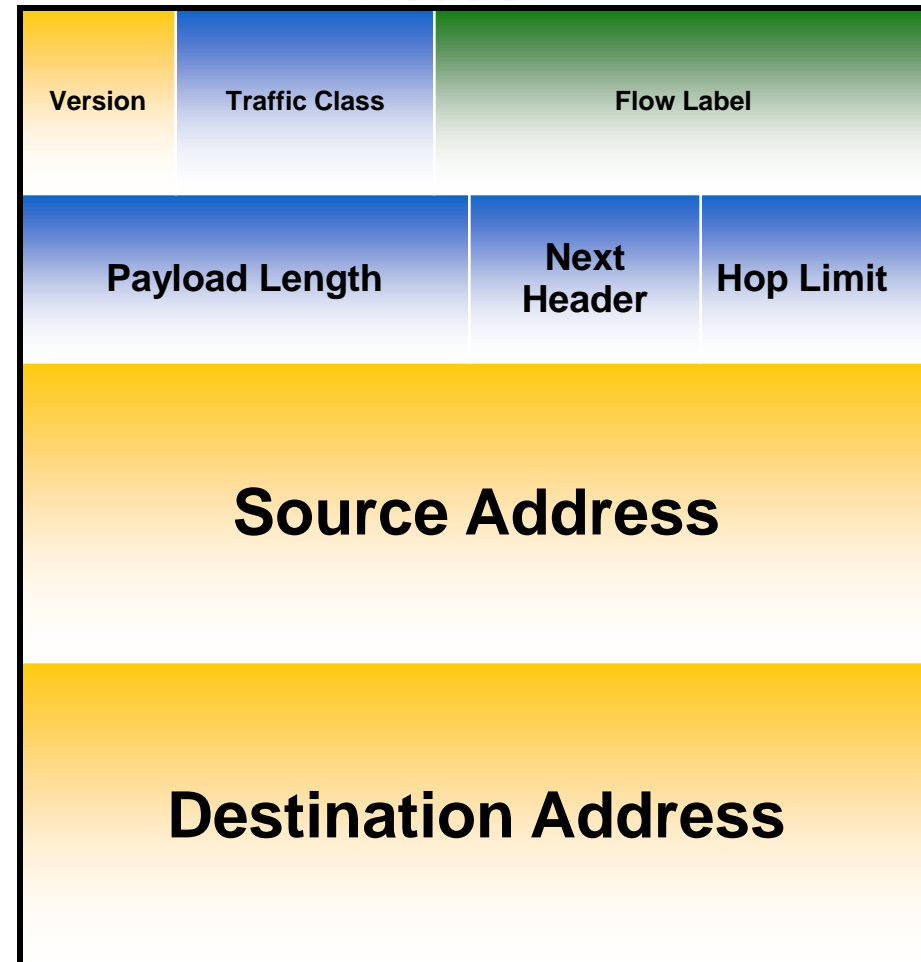 Version
Traffic Class
Flow Label
Payload Length
Next
Header
Hop Limit
Source Address
Destination Address